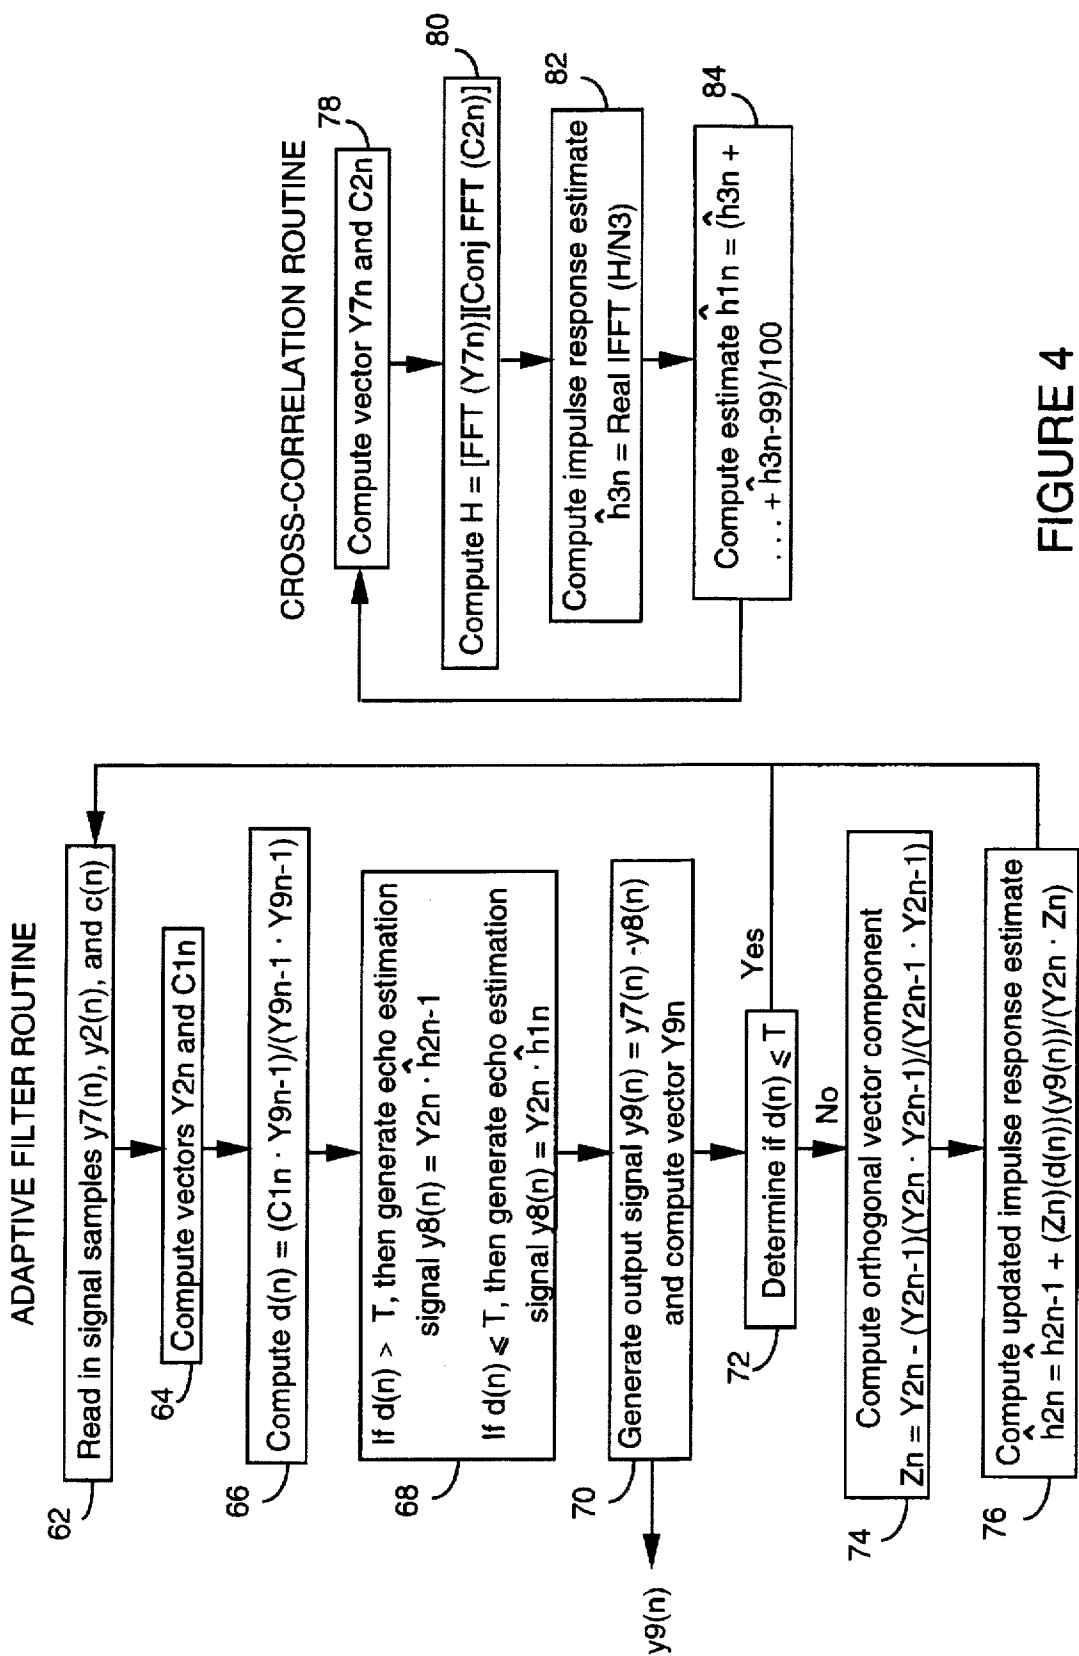 ADAPTIVE FILTER ROUTINE
62
Read in signal samples y7(n), y2(n), and c(n)
64
Compute vectors Y2n and C1n
66
Compute d(n) = (C1n · Y9n-1)/(Y9n-1 · Y9n-1)
68
If d(n) > T, then generate echo estimation
signal y8(n) = Y2n · ĥ2n-1
If d(n) ⩽ T, then generate echo estimation
signal y8(n) = Y2n · ĥ1n
70
Generate output signal y9(n) = y7(n) -y8(n)
and compute vector Y9n
y9(n)
72
Determine if d(n) ⩽ T
Yes
No
74
Compute orthogonal vector component
Zn = Y2n - (Y2n-1)(Y2n · Y2n-1)/(Y2n-1 · Y2n-1)
76
Compute updated impulse response estimate
ĥ2n = ĥ2n-1 + (Zn)(d(n))(y9(n))/(Y2n · Zn)
CROSS-CORRELATION ROUTINE
78
Compute vector Y7n and C2n
80
Compute H = [FFT (Y7n)][Conj FFT (C2n)]
82
Compute impulse response estimate
ĥ3n = Real IFFT (H/N3)
84
Compute estimate ĥ1n = (ĥ3n +
. . . + ĥ3n-99)/100
FIGURE 4